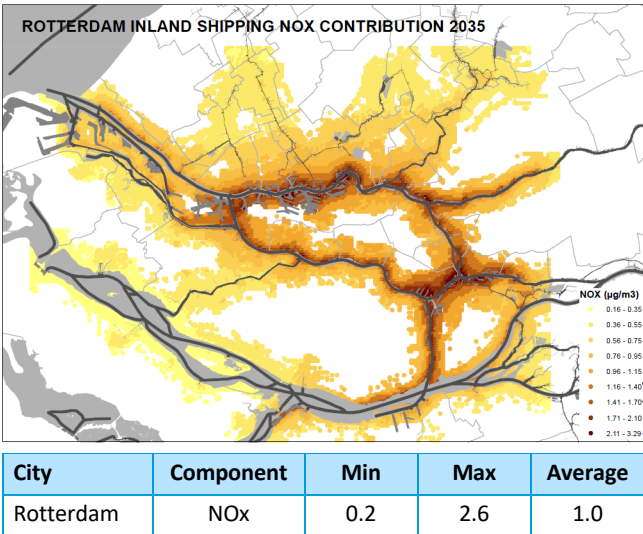 ROTTERDAM INLAND SHIPPING NOX CONTRIBUTION 2035
NOX (µg/m3)
0.16 - 0.35
0.36 - 0.55
0.56 - 0.75
0.76 - 0.95
0.96 - 1.15
1.16 - 1.40
1.41 - 1.70
1.71 - 2.10
2.11 - 3.29
City Component Min Max Average
Rotterdam NOx 0.2 2.6 1.0